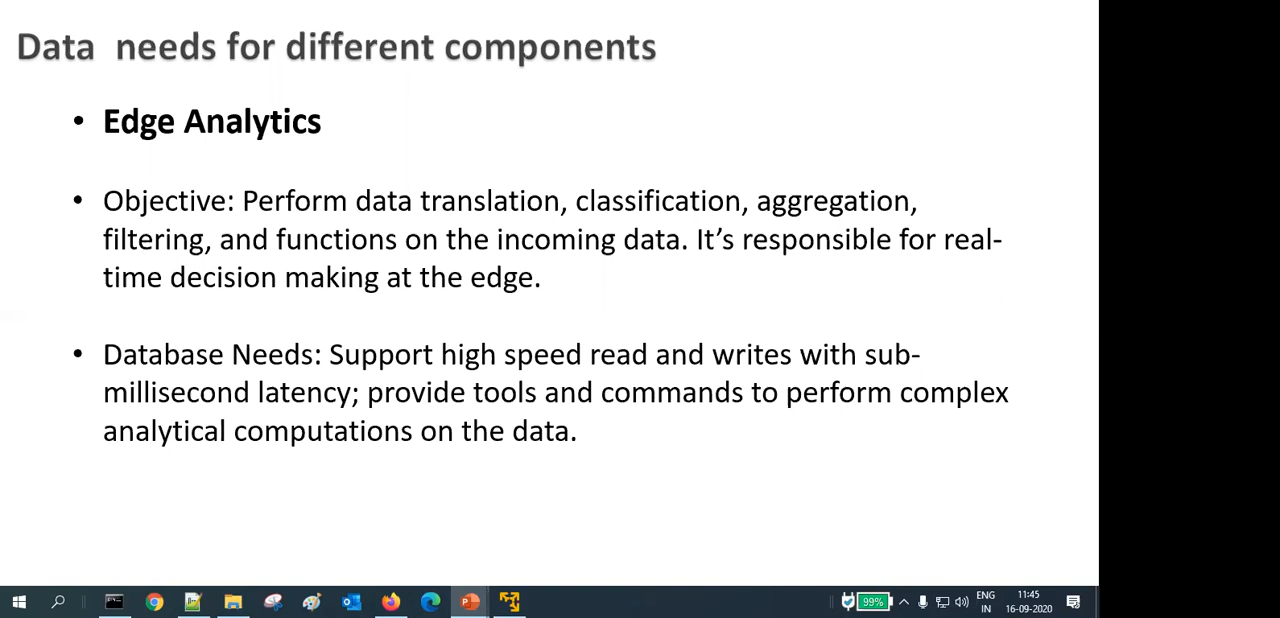 Data  needs for different components
• Edge Analytics
• Objective: Perform data translation, classification, aggregation,
filtering, and functions on the incoming data. It’s responsible for real-
time decision making at the edge.
• Database Needs: Support high speed read and writes with sub-
millisecond latency; provide tools and commands to perform complex
analytical computations on the data.
99%
ENG
IN
11:45
16-09-2020